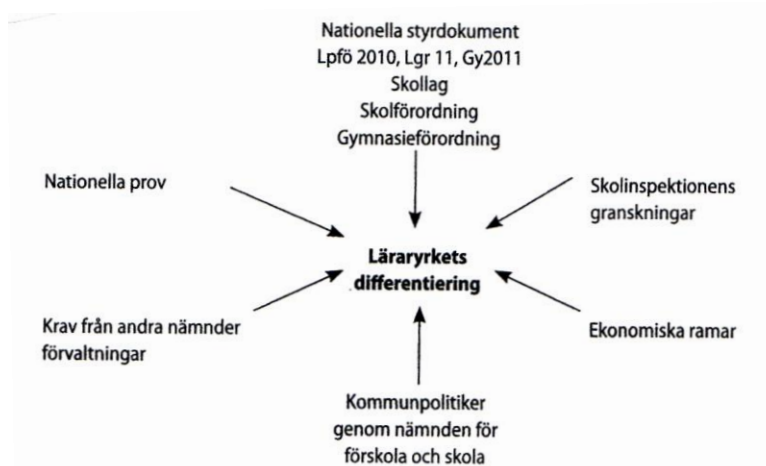 Nationella styrdokument
Lpfö 2010, Lgr 11, Gy2011
Skollag
Skolförordning
Gymnasieförordning
Nationella prov
Skolinspektionens
granskningar
Läraryrkets
differentiering
Krav från andra nämnder
förvaltningar
Ekonomiska ramar
Kommunpolitiker
genom nämnden för
förskola och skola